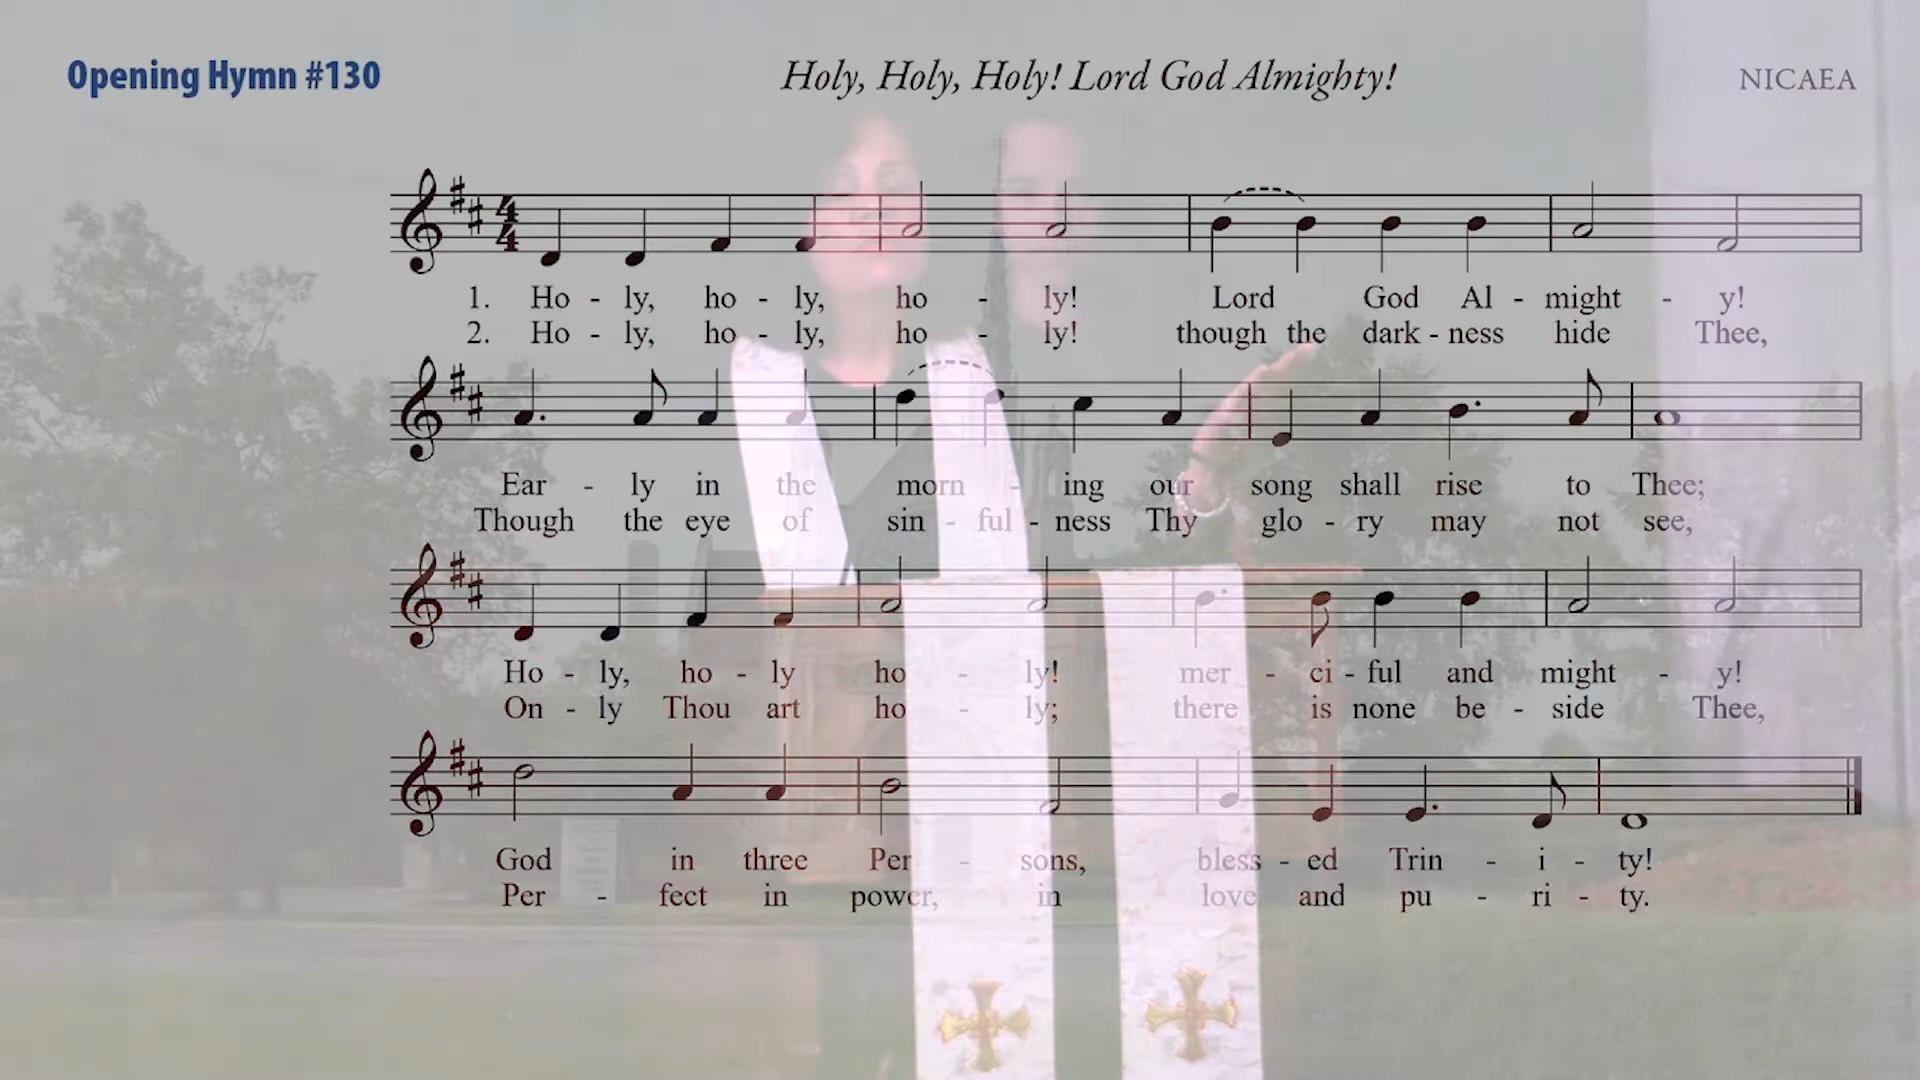 Opening Hymn #130
Holy, Holy, Holy! Lord God Almighty!
NICAEA
4
4
1. Ho - ly, ho - ly, ho - ly! Lord God Al - might - y!
2. Ho - ly, ho - ly, ho - ly! though the dark - ness hide Thee,
Ear - ly in the morn - ing our song shall rise to Thee;
Though the eye of sin - ful - ness Thy glo - ry may not see,
Ho - ly, ho - ly ho - ly! mer - ci - ful and might - y!
On - ly Thou art ho - ly; there is none be - side Thee,
God in three Per - sons, bless - ed Trin - i - ty!
Per - fect in power, in love and pu - ri - ty.